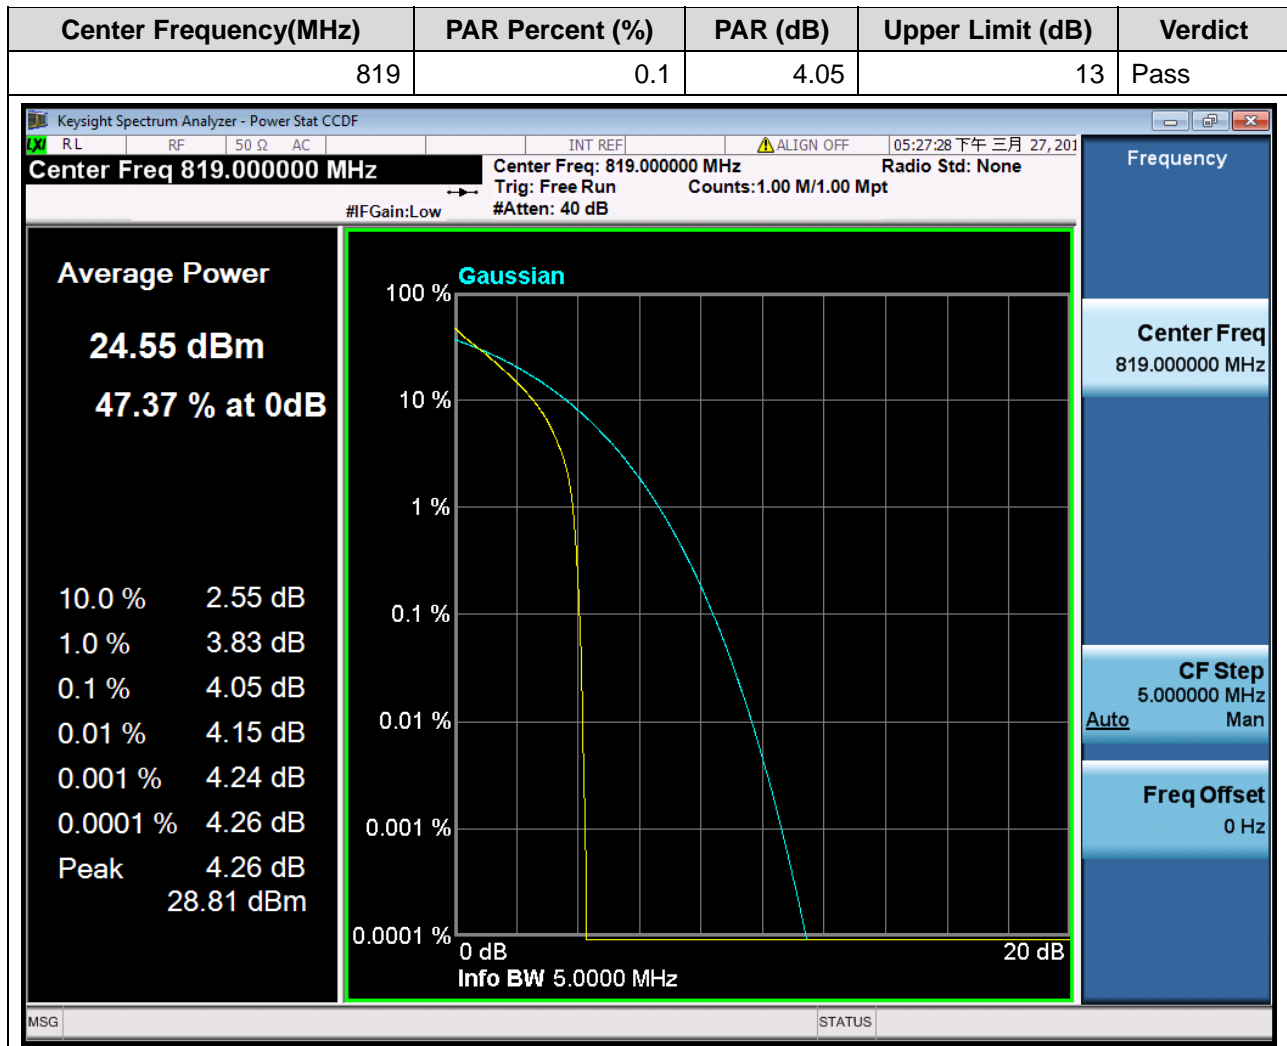 Center Frequency(MHz) PAR Percent (%) PAR (dB) Upper Limit (dB) Verdict
819 0.1 4.05 13 Pass
Keysight Spectrum Analyzer - Power Stat CCDF
LXI RL RF 50 Ω AC INT REF ALIGN OFF 05:27:28 下午 三月 27, 201
Center Freq 819.000000 MHz
Center Freq: 819.000000 MHz Radio Std: None
Trig: Free Run Counts:1.00 M/1.00 Mpt
#IFGain:Low #Atten: 40 dB
Frequency
Average Power
24.55 dBm
47.37 % at 0dB
10.0 % 2.55 dB
1.0 % 3.83 dB
0.1 % 4.05 dB
0.01 % 4.15 dB
0.001 % 4.24 dB
0.0001 % 4.26 dB
Peak 4.26 dB
28.81 dBm
Gaussian
100 %
10 %
1 %
0.1 %
0.01 %
0.001 %
0.0001 %
0 dB 20 dB
Info BW 5.0000 MHz
Center Freq
819.000000 MHz
CF Step
5.000000 MHz
Auto Man
Freq Offset
0 Hz
MSG STATUS